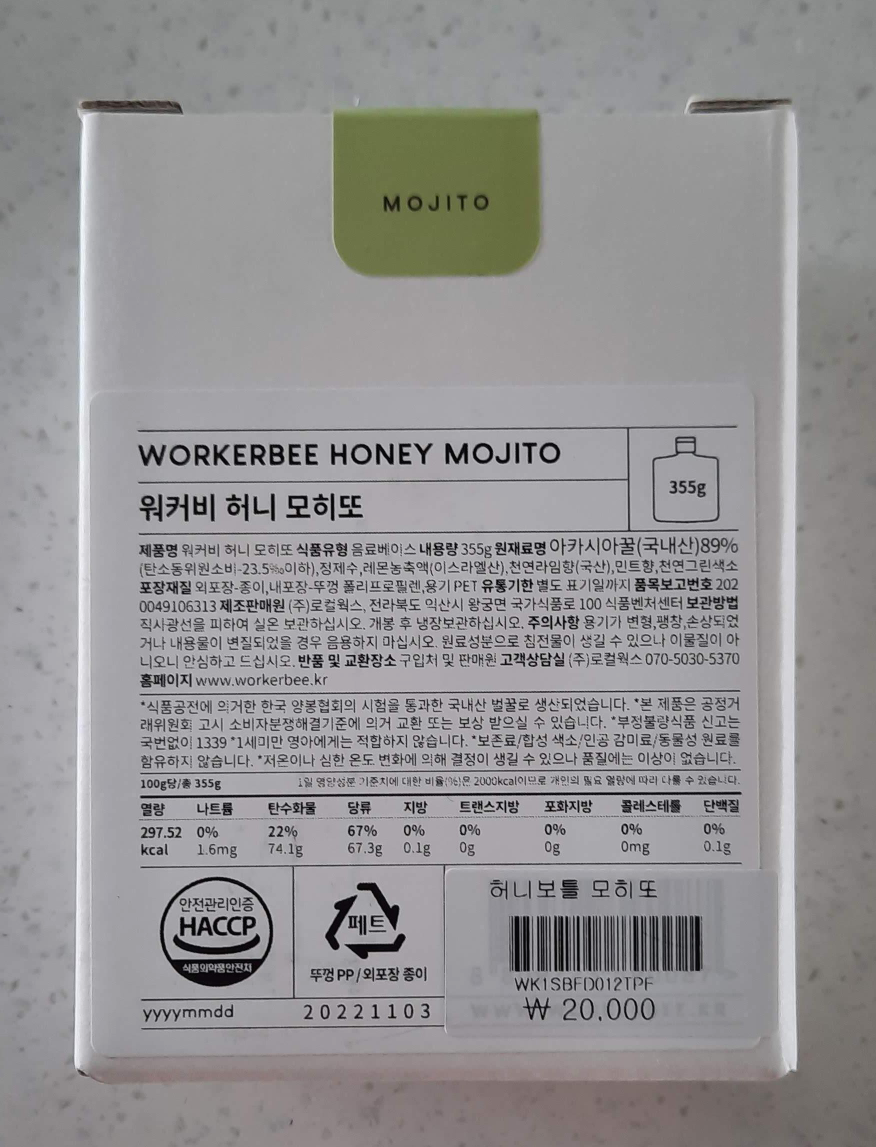 MOJITO
WORKERBEE HONEY MOJITO
355g
워커비 허니 모히또
제품명 워커비 허니 모히또 식품유형 음료베이스 내용량 355g 원재료명 아카시아꿀(국내산)89%
(탄소동위원소비-23.5‰이하),정제수,레몬농축액(이스라엘산),천연라임향(국산),민트향,천연그린색소
포장재질 외포장-종이,내포장-뚜껑 폴리프로필렌,용기 PET 유통기한 별도 표기일까지 품목보고번호 202
0049106313 제조판매원 (주)로컬웍스, 전라북도 익산시 왕궁면 국가식품로 100 식품벤처센터 보관방법
직사광선을 피하여 실온 보관하십시오. 개봉 후 냉장보관하십시오. 주의사항 용기가 변형,팽창,손상되었
거나 내용물이 변질되었을 경우 음용하지 마십시오. 원료성분으로 침전물이 생길 수 있으나 이물질이 아
니오니 안심하고 드십시오. 반품 및 교환장소 구입처 및 판매원 고객상담실 (주)로컬웍스 070-5030-5370
홈페이지 www.workerbee.kr
*식품공전에 의거한 한국 양봉협회의 시험을 통과한 국내산 벌꿀로 생산되었습니다. *본 제품은 공정거
래위원회 고시 소비자분쟁해결기준에 의거 교환 또는 보상 받으실 수 있습니다. *부정불량식품 신고는
국번없이 1339 *1세미만 영아에게는 적합하지 않습니다. *보존료/합성 색소/인공 감미료/동물성 원료를
함유하지 않습니다. *저온이나 심한 온도 변화에 의해 결정이 생길 수 있으나 품질에는 이상이 없습니다.
100g당/총 355g 1일 영양성분 기준치에 대한 비율(%)은 2000kcal이므로 개인의 필요 열량에 따라 다를 수 있습니다.
열량 나트륨 탄수화물 당류 지방 트랜스지방 포화지방 콜레스테롤 단백질
297.52 0% 22% 67% 0% 0% 0% 0% 0%
kcal 1.6mg 74.1g 67.3g 0.1g 0g 0g 0mg 0.1g
안전관리인증
HACCP
식품의약품안전처
페트
뚜껑 PP / 외포장 종이
허니보틀 모히또
WK1SBFD012TPF
₩ 20,000
yyyymmdd 20221103